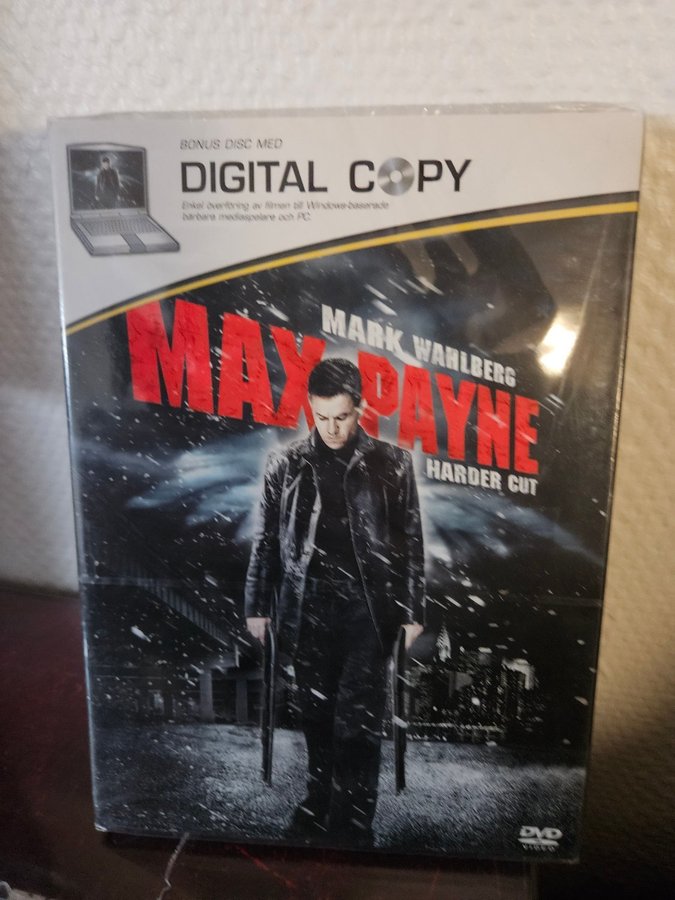 BONUS DISC MED
DIGITAL COPY
Enkel överföring av filmen till Windows-baserade
bärbara mediaspelare och PC.
MARK WAHLBERG
MAX PAYNE
HARDER CUT
DVD
VIDEO